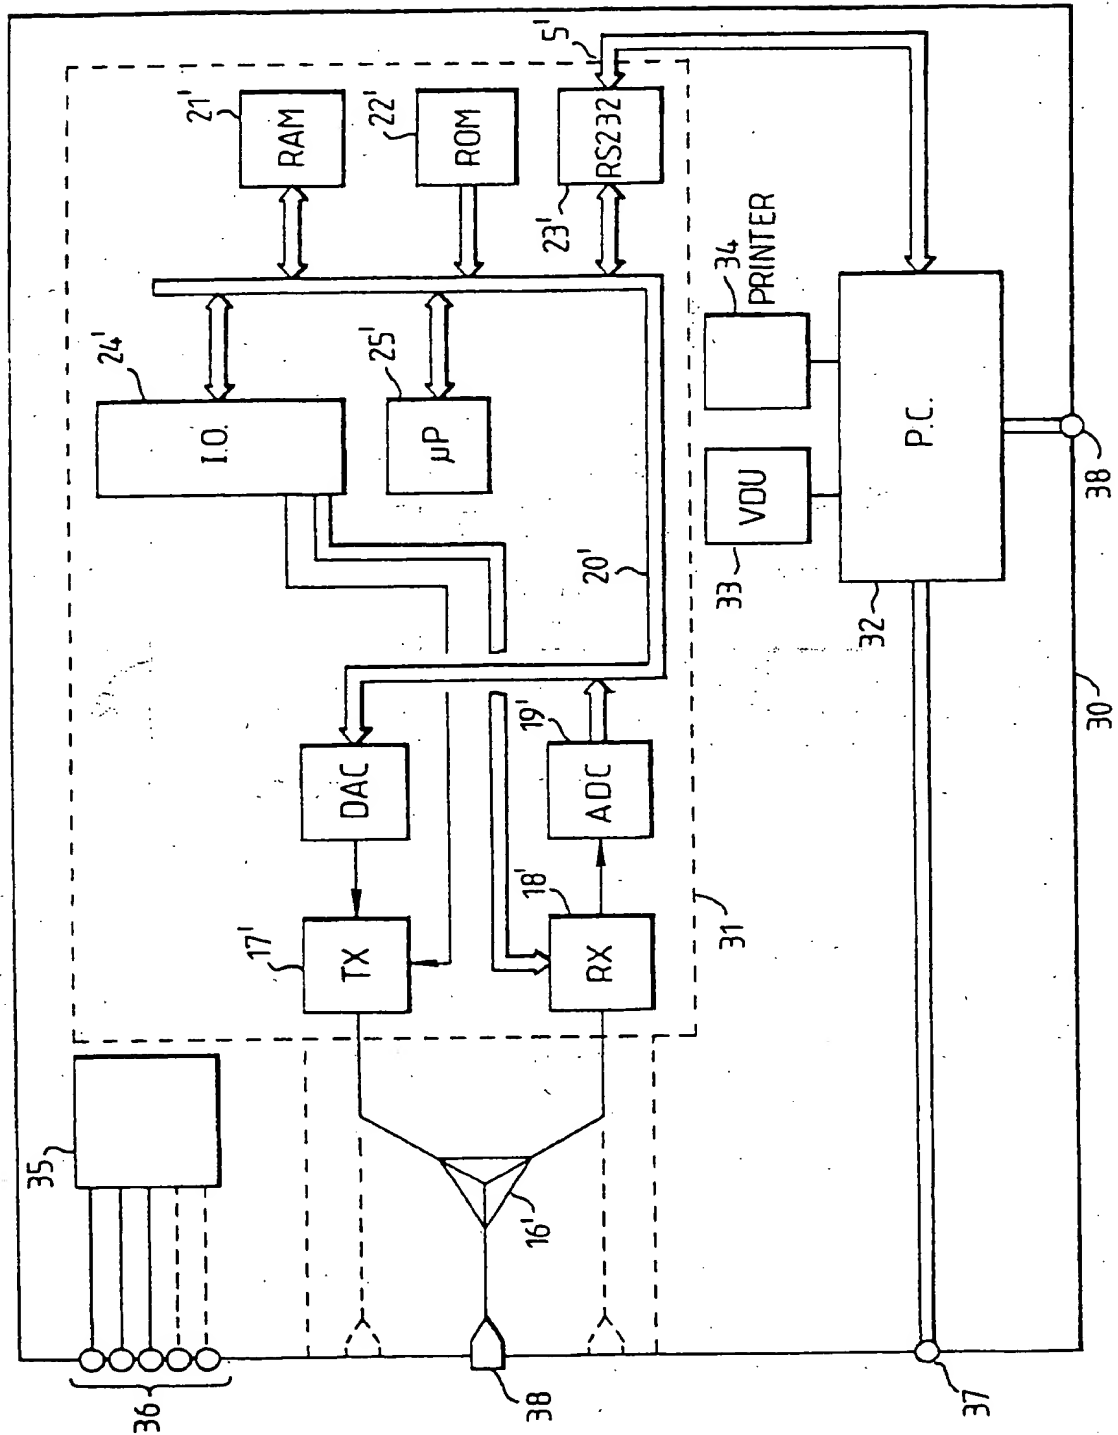 5'
21'
RAM
22'
ROM
23'
RS232
24'
I.O.
25'
µP
34
PRINTER
33
VDU
32
P.C.
38
20'
DAC
19'
ADC
17'
TX
18'
RX
31
30
35
36
16'
38
37